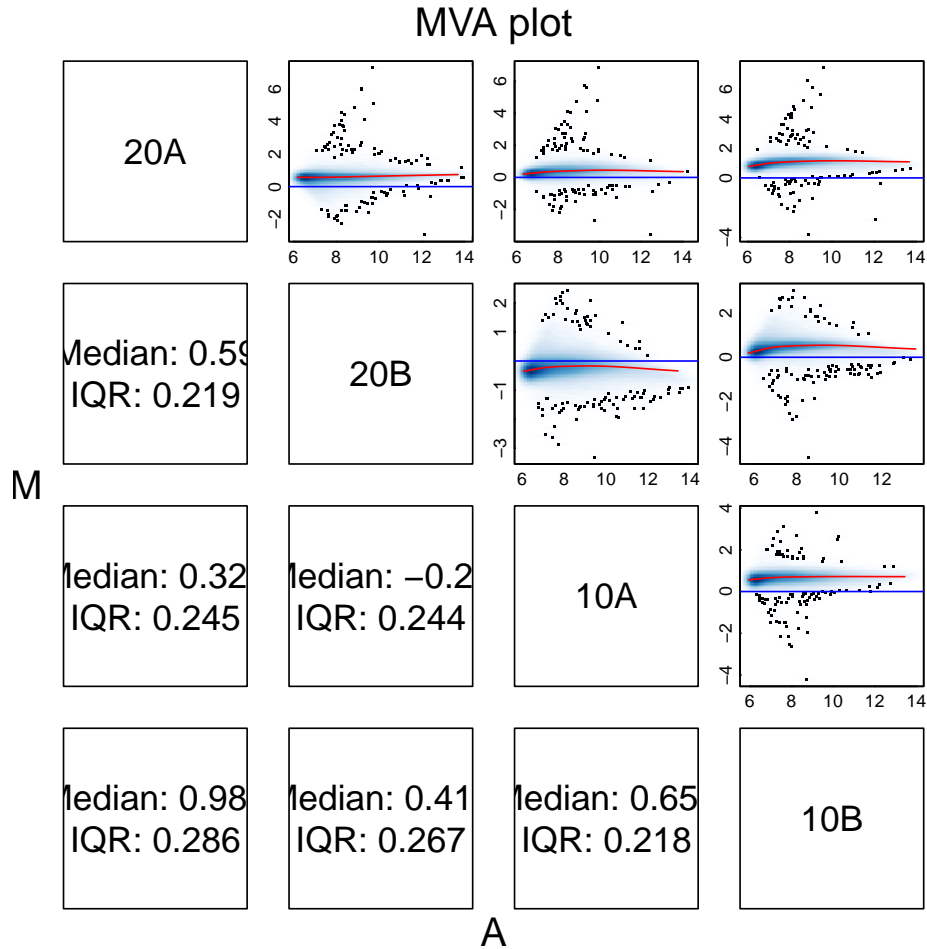 MVA plot
20A
−2 0 2 4 6
6 8 10 12 14
−2 0 2 4 6
6 8 10 12 14
−4 0 2 4 6
6 8 10 12 14
Median: 0.59
IQR: 0.219
20B
−3 −1 1 2
6 8 10 12 14
−4 −2 0 2
6 8 10 12
M
Median: 0.32
IQR: 0.245
Median: −0.2
IQR: 0.244
10A
−4 −2 0 2 4
6 8 10 12 14
Median: 0.98
IQR: 0.286
Median: 0.41
IQR: 0.267
Median: 0.65
IQR: 0.218
10B
A